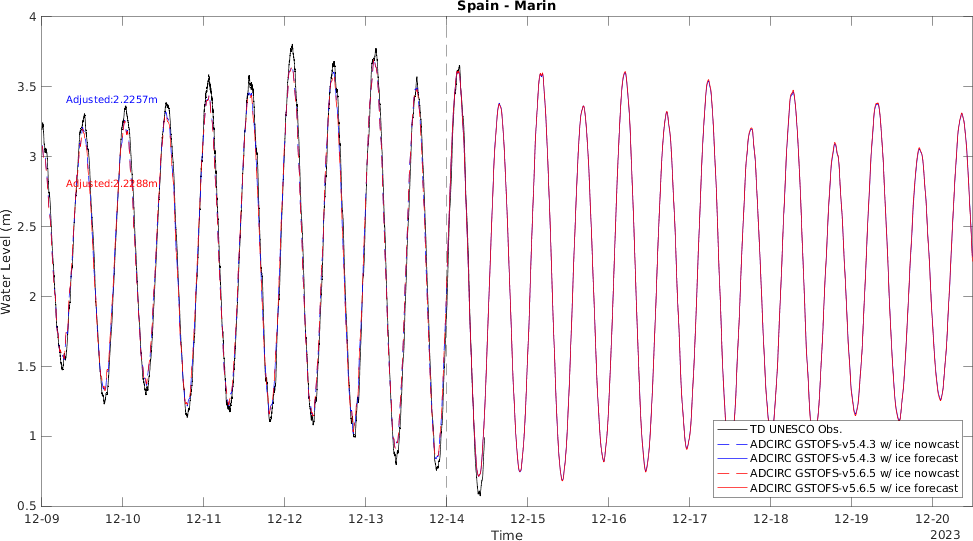 Spain - Marin
4
3.5
3
2.5
2
1.5
1
0.5
Water Level (m)
Adjusted:2.2257m
Adjusted:2.2288m
TD UNESCO Obs.
ADCIRC GSTOFS-v5.4.3 w/ ice nowcast
ADCIRC GSTOFS-v5.4.3 w/ ice forecast
ADCIRC GSTOFS-v5.6.5 w/ ice nowcast
ADCIRC GSTOFS-v5.6.5 w/ ice forecast
12-09 12-10 12-11 12-12 12-13 12-14 12-15 12-16 12-17 12-18 12-19 12-20
Time
2023